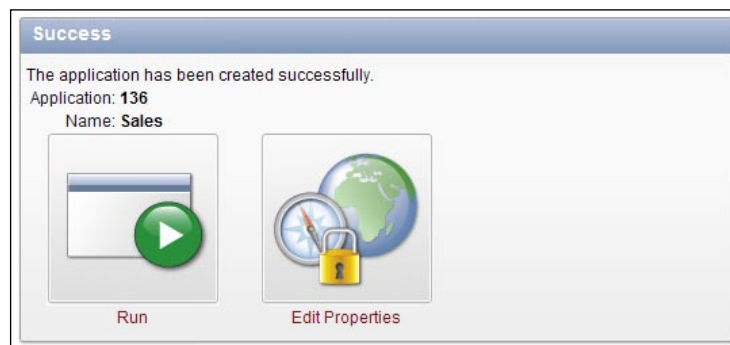 Success
The application has been created successfully.
Application: 136
Name: Sales
Run
Edit Properties